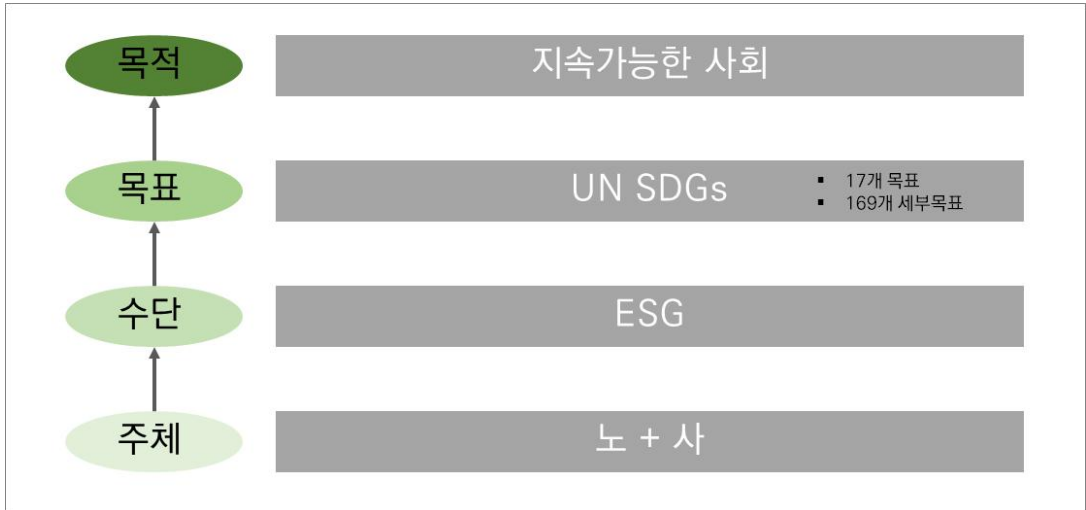 목적
지속가능한 사회
목표
UN SDGs
▪ 17개 목표
▪ 169개 세부목표
수단
ESG
주체
노 + 사